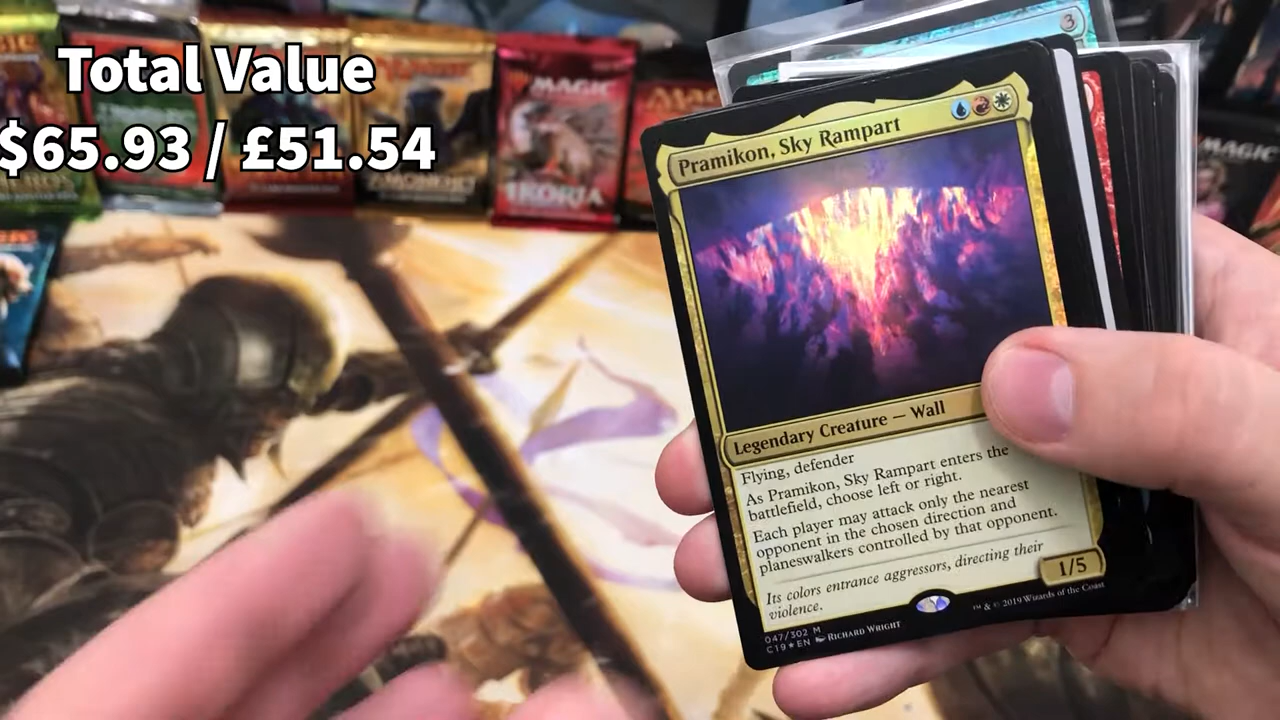 Total Value
$65.93 / £51.54
MAGIC
IKORIA
MAGIC
3
Pramikon, Sky Rampart
Legendary Creature — Wall
Flying, defender
As Pramikon, Sky Rampart enters the
battlefield, choose left or right.
Each player may attack only the nearest
opponent in the chosen direction and
planeswalkers controlled by that opponent.
Its colors entrance aggressors, directing their
violence.
1/5
047/302 M
C19★EN RICHARD WRIGHT
™ & © 2019 Wizards of the Coast